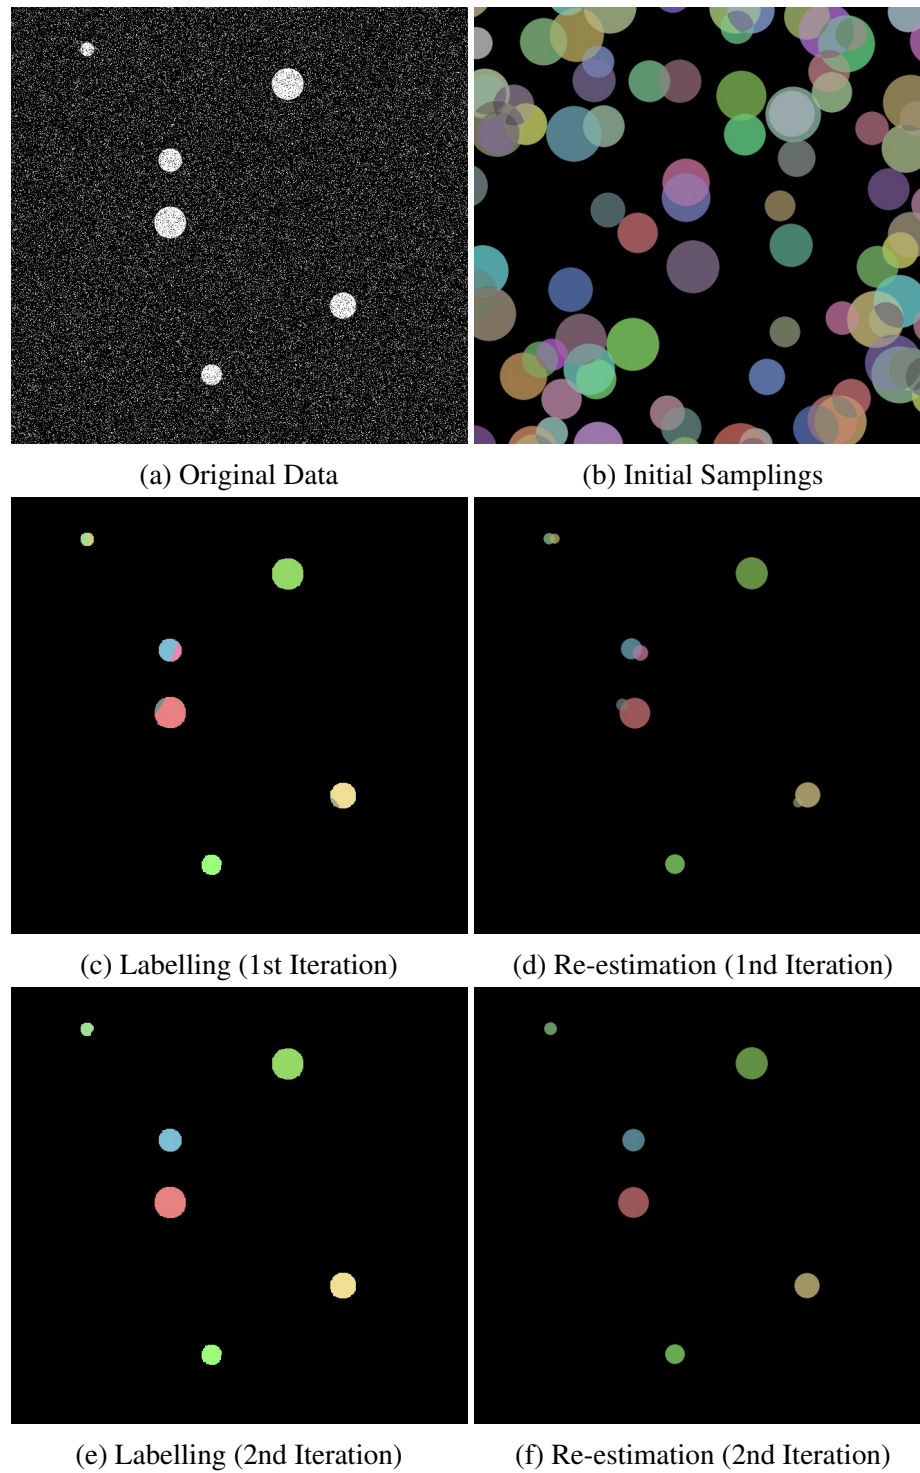 (a) Original Data
(b) Initial Samplings
(c) Labelling (1st Iteration)
(d) Re-estimation (1nd Iteration)
(e) Labelling (2nd Iteration)
(f) Re-estimation (2nd Iteration)